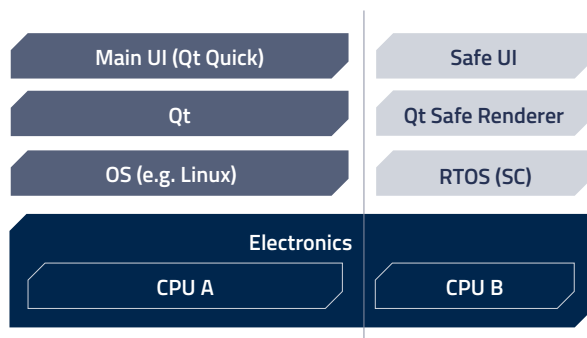 Main UI (Qt Quick)
Safe UI
Qt
Qt Safe Renderer
OS (e.g. Linux)
RTOS (SC)
Electronics
CPU A
CPU B